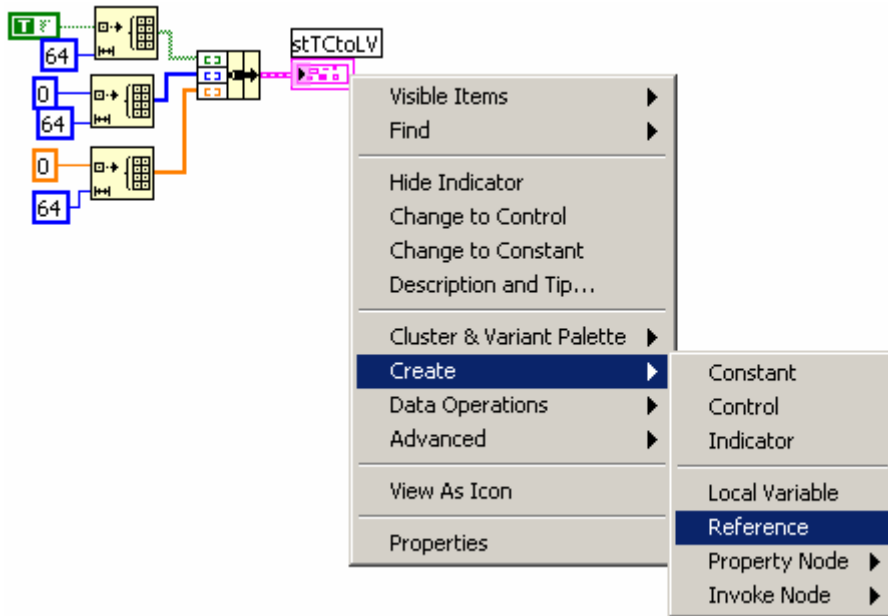 T
64
0
64
0
64
stTCtoLV
Visible Items
Find
Hide Indicator
Change to Control
Change to Constant
Description and Tip...
Cluster & Variant Palette
Create
Data Operations
Advanced
View As Icon
Properties
Constant
Control
Indicator
Local Variable
Reference
Property Node
Invoke Node